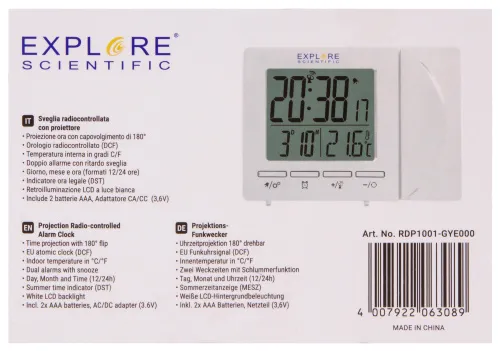 EXPLORE®
SCIENTIFIC
EXPLORE
SCIENTIFIC
20:38 17
3 10 21.6°C
IT Sveglia radiocontrollata
con proiettore
• Proiezione ora con capovolgimento di 180°
• Orologio radiocontrollato (DCF)
• Temperatura interna in gradi C/F
• Doppio allarme con ritardo sveglia
• Giorno, mese e ora (formati 12/24 ore)
• Indicatore ora legale (DST)
• Retroilluminazione LCD a luce bianca
• Include 2 batterie AAA, Adattatore CA/CC (3,6V)
EN Projection Radio-controlled
Alarm Clock
• Time projection with 180° flip
• EU atomic clock (DCF)
• Indoor temperature in °C/°F
• Dual alarms with snooze
• Day, Month and Time (12/24h)
• Summer time indicator (DST)
• White LCD backlight
• Incl. 2x AAA batteries, AC/DC adapter (3.6V)
DE Projektions-
Funkwecker
• Uhrzeitprojektion 180° drehbar
• EU Funkuhrsignal (DCF)
• Innentemperatur in °C/°F
• Zwei Weckzeiten mit Schlummerfunktion
• Tag, Monat und Uhrzeit (12/24h)
• Sommerzeitanzeige (MESZ)
• Weiße LCD-Hintergrundbeleuchtung
• Inkl. 2x AAA Batterien, Netzteil (3,6V)
Art. No. RDP1001-GYE000
4 007922 063089
MADE IN CHINA